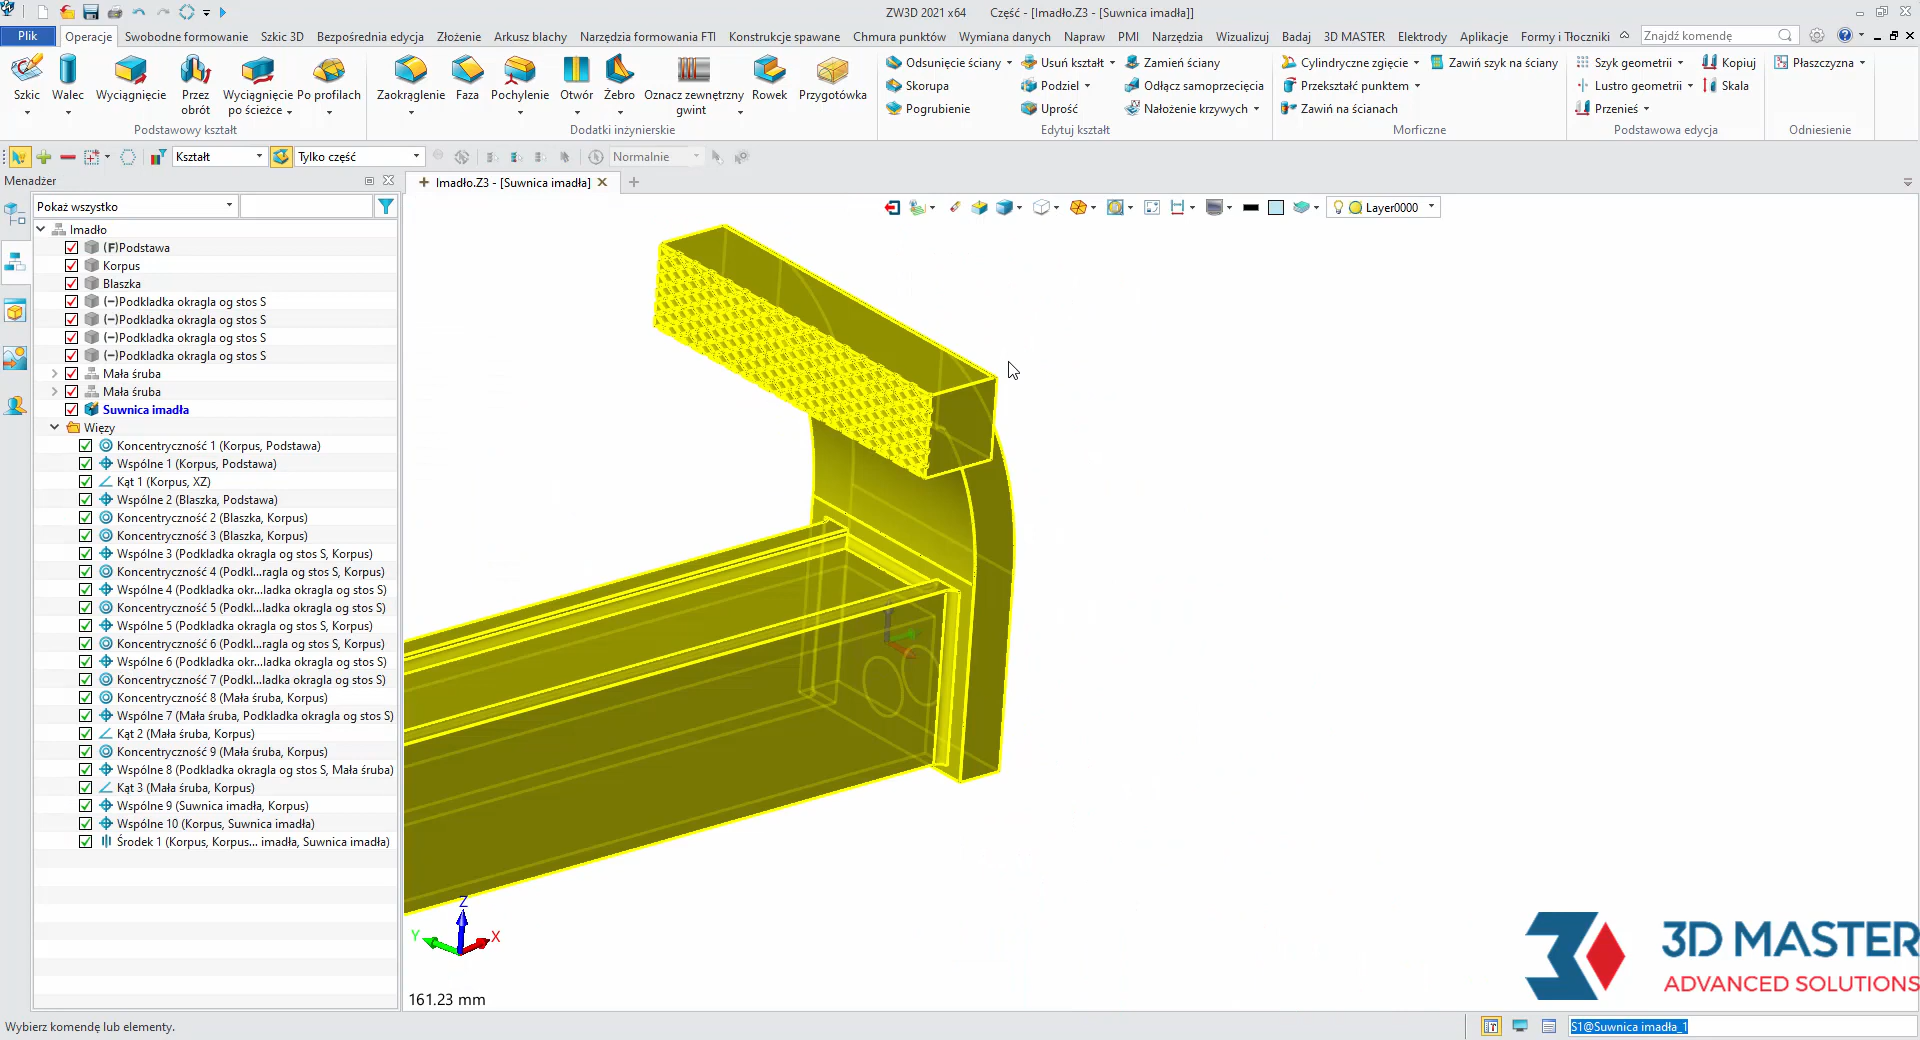 ZW3D 2021 x64 Część - [Imadło.Z3 - [Suwnica imadła]]
Plik Operacje Swobodne formowanie Szkic 3D Bezpośrednia edycja Złożenie Arkusz blachy Narzędzia formowania FTI Konstrukcje spawane Chmura punktów Wymiana danych Napraw PMI Narzędzia Wizualizuj Badaj 3D MASTER Elektrody Aplikacje Formy i Tłoczniki Znajdź komendę
Szkic Walec Wyciągnięcie Przez obrót Wyciągnięcie po ścieżce Po profilach
Podstawowy kształt
Zaokrąglenie Faza Pochylenie Otwór Żebro Oznacz zewnętrzny gwint Rowek Przygotówka
Dodatki inżynierskie
Odsunięcie ściany Usuń kształt Zamień ściany
Skorupa Podziel Odłącz samoprzecięcia
Pogrubienie Uprość Nałożenie krzywych
Edytuj kształt
Cylindryczne zgięcie Zawiń szyk na ściany
Przekształć punktem
Zawiń na ścianach
Morficzne
Szyk geometrii Kopiuj
Lustro geometrii Skala
Przenieś
Podstawowa edycja
Płaszczyzna
Odniesienie
Kształt Tylko część Normalnie
Menadżer
Imadło.Z3 - [Suwnica imadła]
Pokaż wszystko
Layer0000
Imadło
(F)Podstawa
Korpus
Blaszka
(−)Podkladka okragla og stos S
(−)Podkladka okragla og stos S
(−)Podkladka okragla og stos S
(−)Podkladka okragla og stos S
Mała śruba
Mała śruba
Suwnica imadła
Więzy
Koncentryczność 1 (Korpus, Podstawa)
Wspólne 1 (Korpus, Podstawa)
Kąt 1 (Korpus, XZ)
Wspólne 2 (Blaszka, Podstawa)
Koncentryczność 2 (Blaszka, Korpus)
Koncentryczność 3 (Blaszka, Korpus)
Wspólne 3 (Podkladka okragla og stos S, Korpus)
Koncentryczność 4 (Podkl...ragla og stos S, Korpus)
Wspólne 4 (Podkladka okr...ladka okragla og stos S)
Koncentryczność 5 (Podkl...ladka okragla og stos S)
Wspólne 5 (Podkladka okragla og stos S, Korpus)
Koncentryczność 6 (Podkl...ragla og stos S, Korpus)
Wspólne 6 (Podkladka okr...ladka okragla og stos S)
Koncentryczność 7 (Podkl...ladka okragla og stos S)
Koncentryczność 8 (Mała śruba, Korpus)
Wspólne 7 (Mała śruba, Podkladka okragla og stos S)
Kąt 2 (Mała śruba, Korpus)
Koncentryczność 9 (Mała śruba, Korpus)
Wspólne 8 (Podkladka okragla og stos S, Mała śruba)
Kąt 3 (Mała śruba, Korpus)
Wspólne 9 (Suwnica imadła, Korpus)
Wspólne 10 (Korpus, Suwnica imadła)
Środek 1 (Korpus, Korpus... imadła, Suwnica imadła)
Z
Y X
161.23 mm
3D MASTER
ADVANCED SOLUTIONS
Wybierz komendę lub elementy.
S1@Suwnica imadła_1